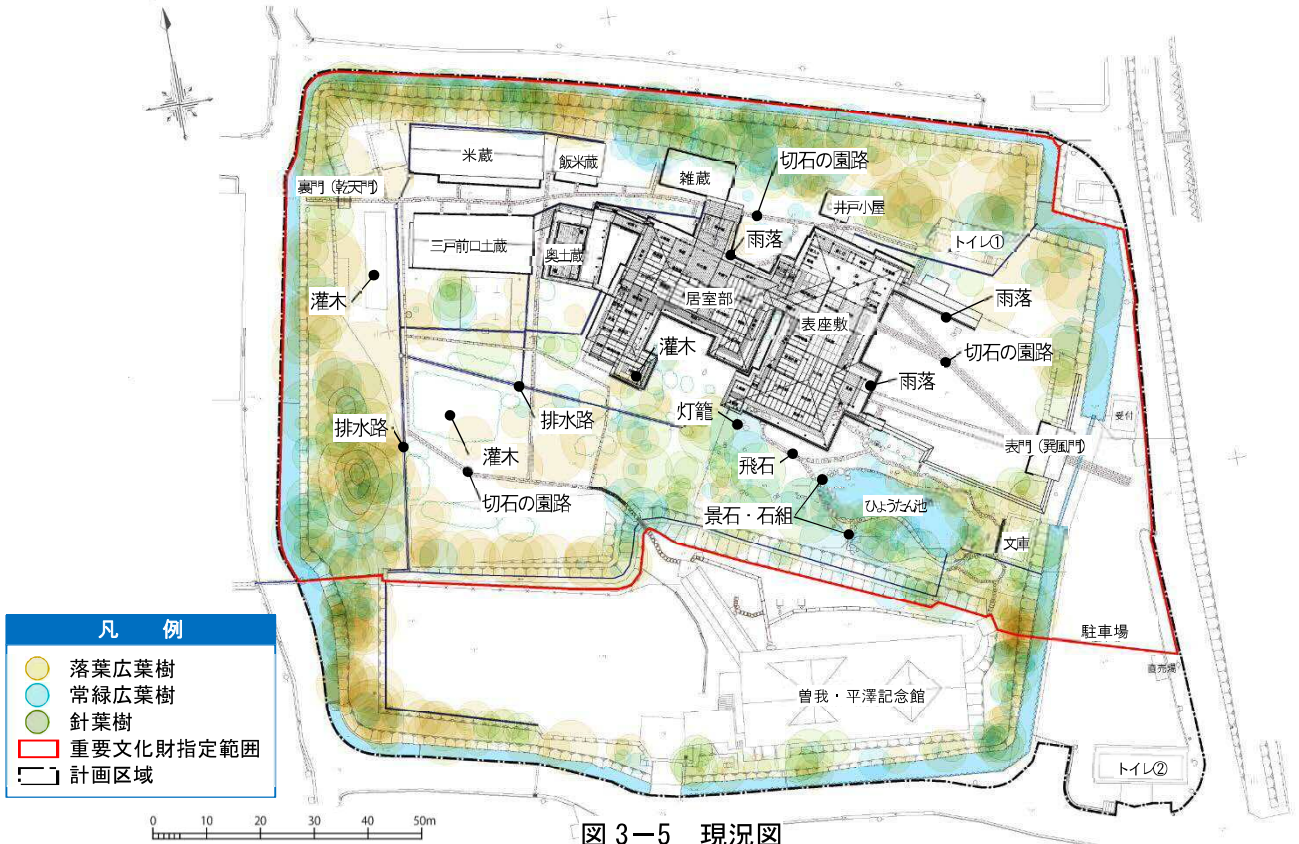 米蔵
飯米蔵
雑蔵
切石の園路
裏門（乾天門）
井戸小屋
三戸前口土蔵
奥土蔵
雨落
トイレ①
灌木
居室部
表座敷
雨落
灌木
切石の園路
雨落
排水路
排水路
灯籠
受付
灌木
飛石
表門（巽風門）
切石の園路
景石・石組
ひょうたん池
文庫
駐車場
直売場
曽我・平澤記念館
トイレ②
凡　例
落葉広葉樹
常緑広葉樹
針葉樹
重要文化財指定範囲
計画区域
0 10 20 30 40 50m
図3－5　現況図